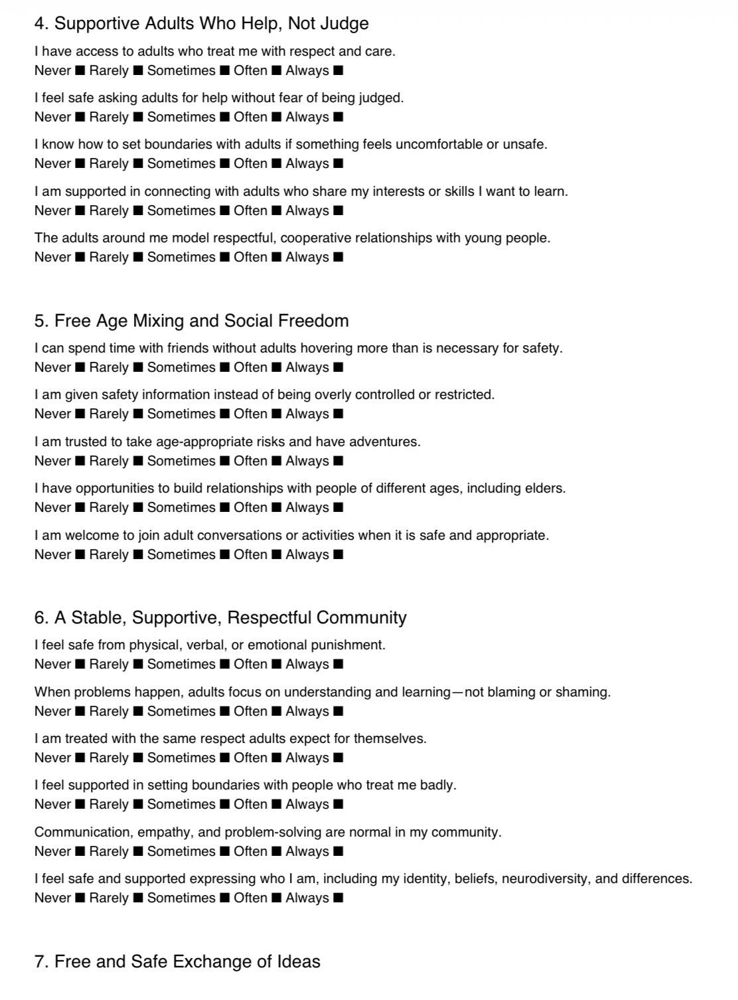 4. Supportive Adults Who Help, Not Judge
I have access to adults who treat me with respect and care.
Never ■ Rarely ■ Sometimes ■ Often ■ Always ■
I feel safe asking adults for help without fear of being judged.
Never ■ Rarely ■ Sometimes ■ Often ■ Always ■
I know how to set boundaries with adults if something feels uncomfortable or unsafe.
Never ■ Rarely ■ Sometimes ■ Often ■ Always ■
I am supported in connecting with adults who share my interests or skills I want to learn.
Never ■ Rarely ■ Sometimes ■ Often ■ Always ■
The adults around me model respectful, cooperative relationships with young people.
Never ■ Rarely ■ Sometimes ■ Often ■ Always ■
5. Free Age Mixing and Social Freedom
I can spend time with friends without adults hovering more than is necessary for safety.
Never ■ Rarely ■ Sometimes ■ Often ■ Always ■
I am given safety information instead of being overly controlled or restricted.
Never ■ Rarely ■ Sometimes ■ Often ■ Always ■
I am trusted to take age-appropriate risks and have adventures.
Never ■ Rarely ■ Sometimes ■ Often ■ Always ■
I have opportunities to build relationships with people of different ages, including elders.
Never ■ Rarely ■ Sometimes ■ Often ■ Always ■
I am welcome to join adult conversations or activities when it is safe and appropriate.
Never ■ Rarely ■ Sometimes ■ Often ■ Always ■
6. A Stable, Supportive, Respectful Community
I feel safe from physical, verbal, or emotional punishment.
Never ■ Rarely ■ Sometimes ■ Often ■ Always ■
When problems happen, adults focus on understanding and learning—not blaming or shaming.
Never ■ Rarely ■ Sometimes ■ Often ■ Always ■
I am treated with the same respect adults expect for themselves.
Never ■ Rarely ■ Sometimes ■ Often ■ Always ■
I feel supported in setting boundaries with people who treat me badly.
Never ■ Rarely ■ Sometimes ■ Often ■ Always ■
Communication, empathy, and problem-solving are normal in my community.
Never ■ Rarely ■ Sometimes ■ Often ■ Always ■
I feel safe and supported expressing who I am, including my identity, beliefs, neurodiversity, and differences.
Never ■ Rarely ■ Sometimes ■ Often ■ Always ■
7. Free and Safe Exchange of Ideas